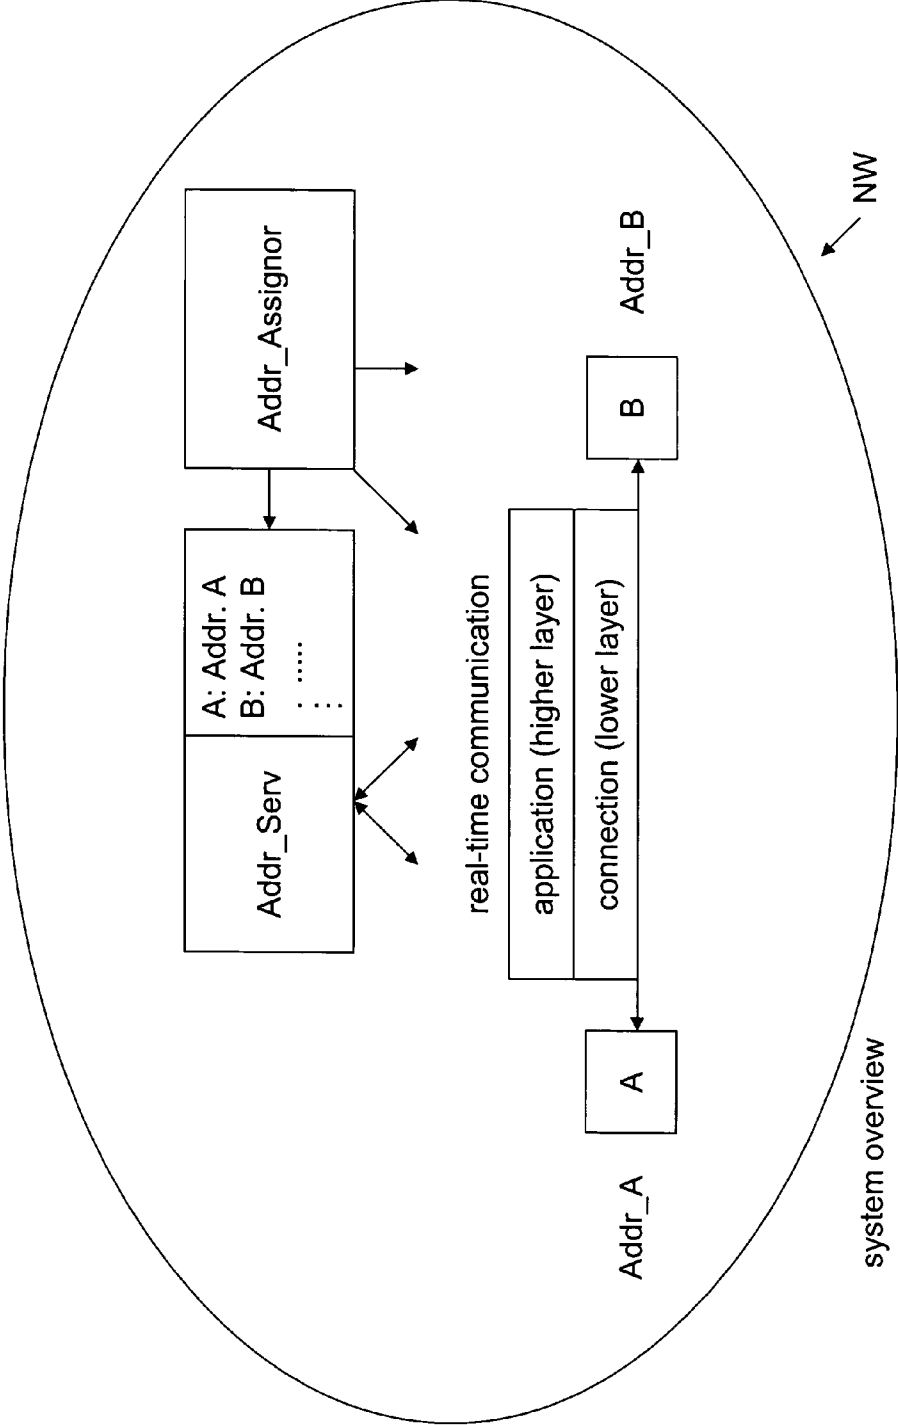 Addr_Serv
A: Addr. A
B: Addr. B
: .....
: :
Addr_Assignor
real-time communication
application (higher layer)
connection (lower layer)
Addr_A
A
B
Addr_B
system overview
NW